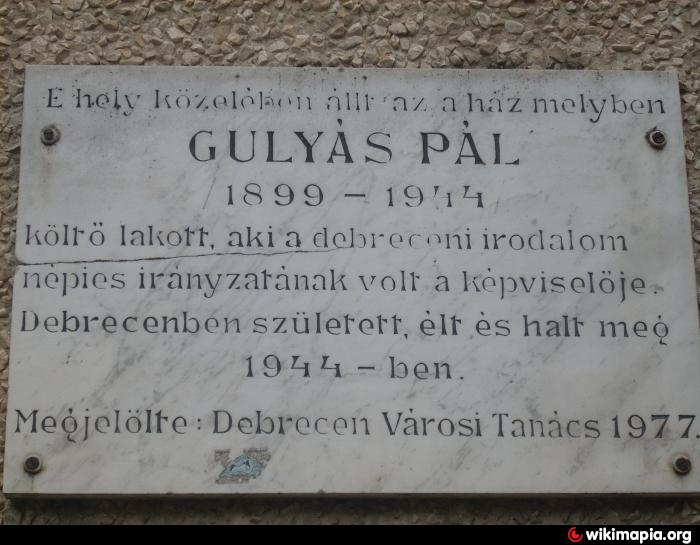 E hely közelében állt az a ház melyben
GULYÁS PÁL
1899 - 1944
költő lakott, aki a debreceni irodalom
népies irányzatának volt a képviselője.
Debrecenben született, élt és halt meg
1944 - ben.
Megjelölte: Debrecen Városi Tanács 1977.
wikimapia.org